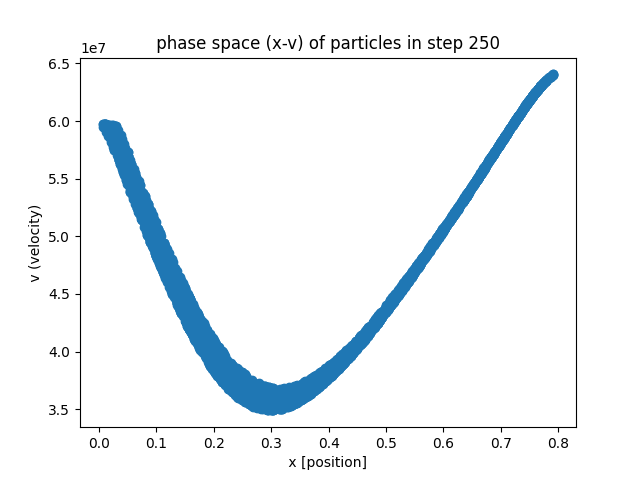 phase space (x-v) of particles in step 250
1e7
6.5
6.0
5.5
5.0
4.5
4.0
3.5
v (velocity)
0.0 0.1 0.2 0.3 0.4 0.5 0.6 0.7 0.8
x [position]